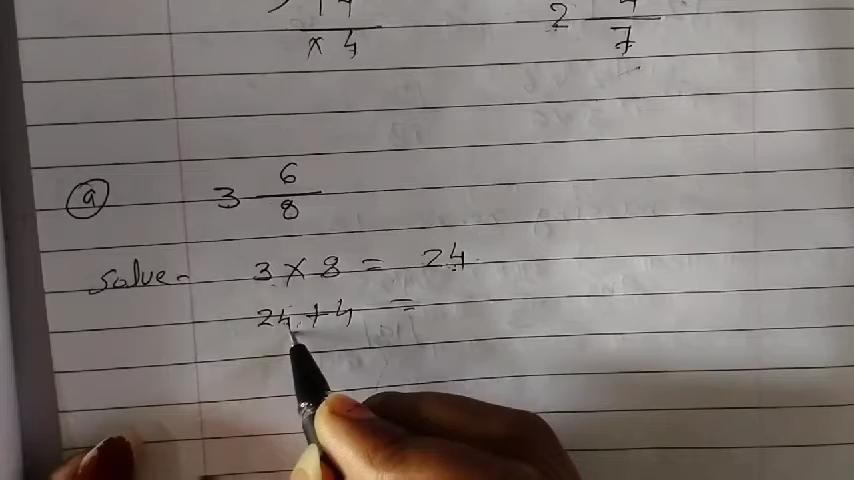 × 4
2
7
a 3 6
8
Solve- 3 × 8 = 24
24 + 4 =